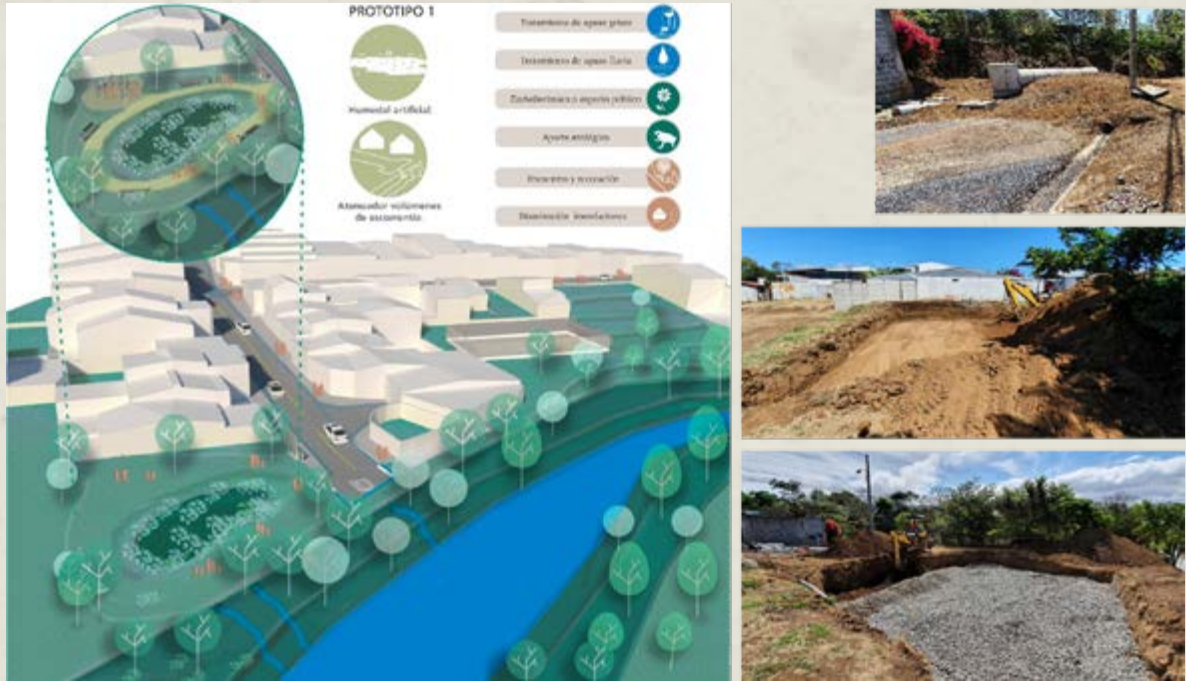 PROTOTIPO 1
Humedal artificial
Atenuador volúmenes
de escorrentía
Tratamiento de aguas grises
Tratamiento de aguas lluvia
Embellecimiento espacio público
Aporte ecológico
Encuentro y recreación
Disminución inundaciones